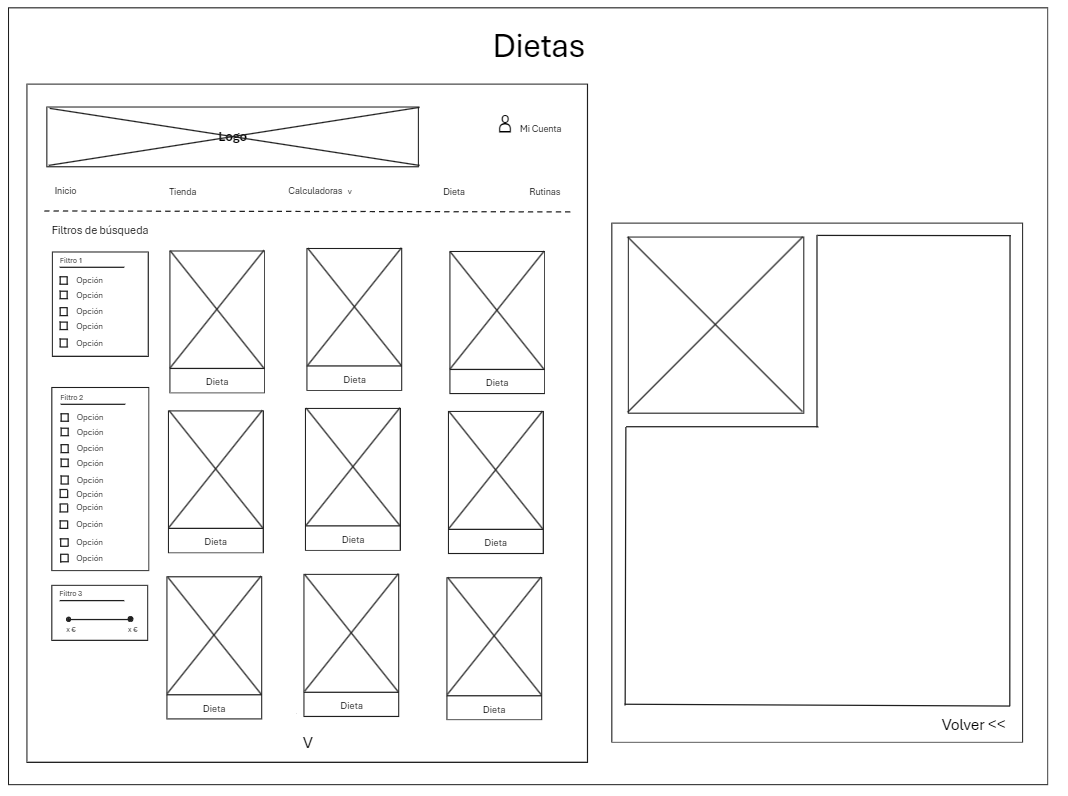 Dietas
Logo
Mi Cuenta
Inicio
Tienda
Calculadoras v
Dieta
Rutinas
Filtros de búsqueda
Filtro 1
Opción
Opción
Opción
Opción
Opción
Filtro 2
Opción
Opción
Opción
Opción
Opción
Opción
Opción
Opción
Opción
Opción
Filtro 3
x €
x €
Dieta
Dieta
Dieta
Dieta
Dieta
Dieta
Dieta
Dieta
Dieta
V
Volver <<